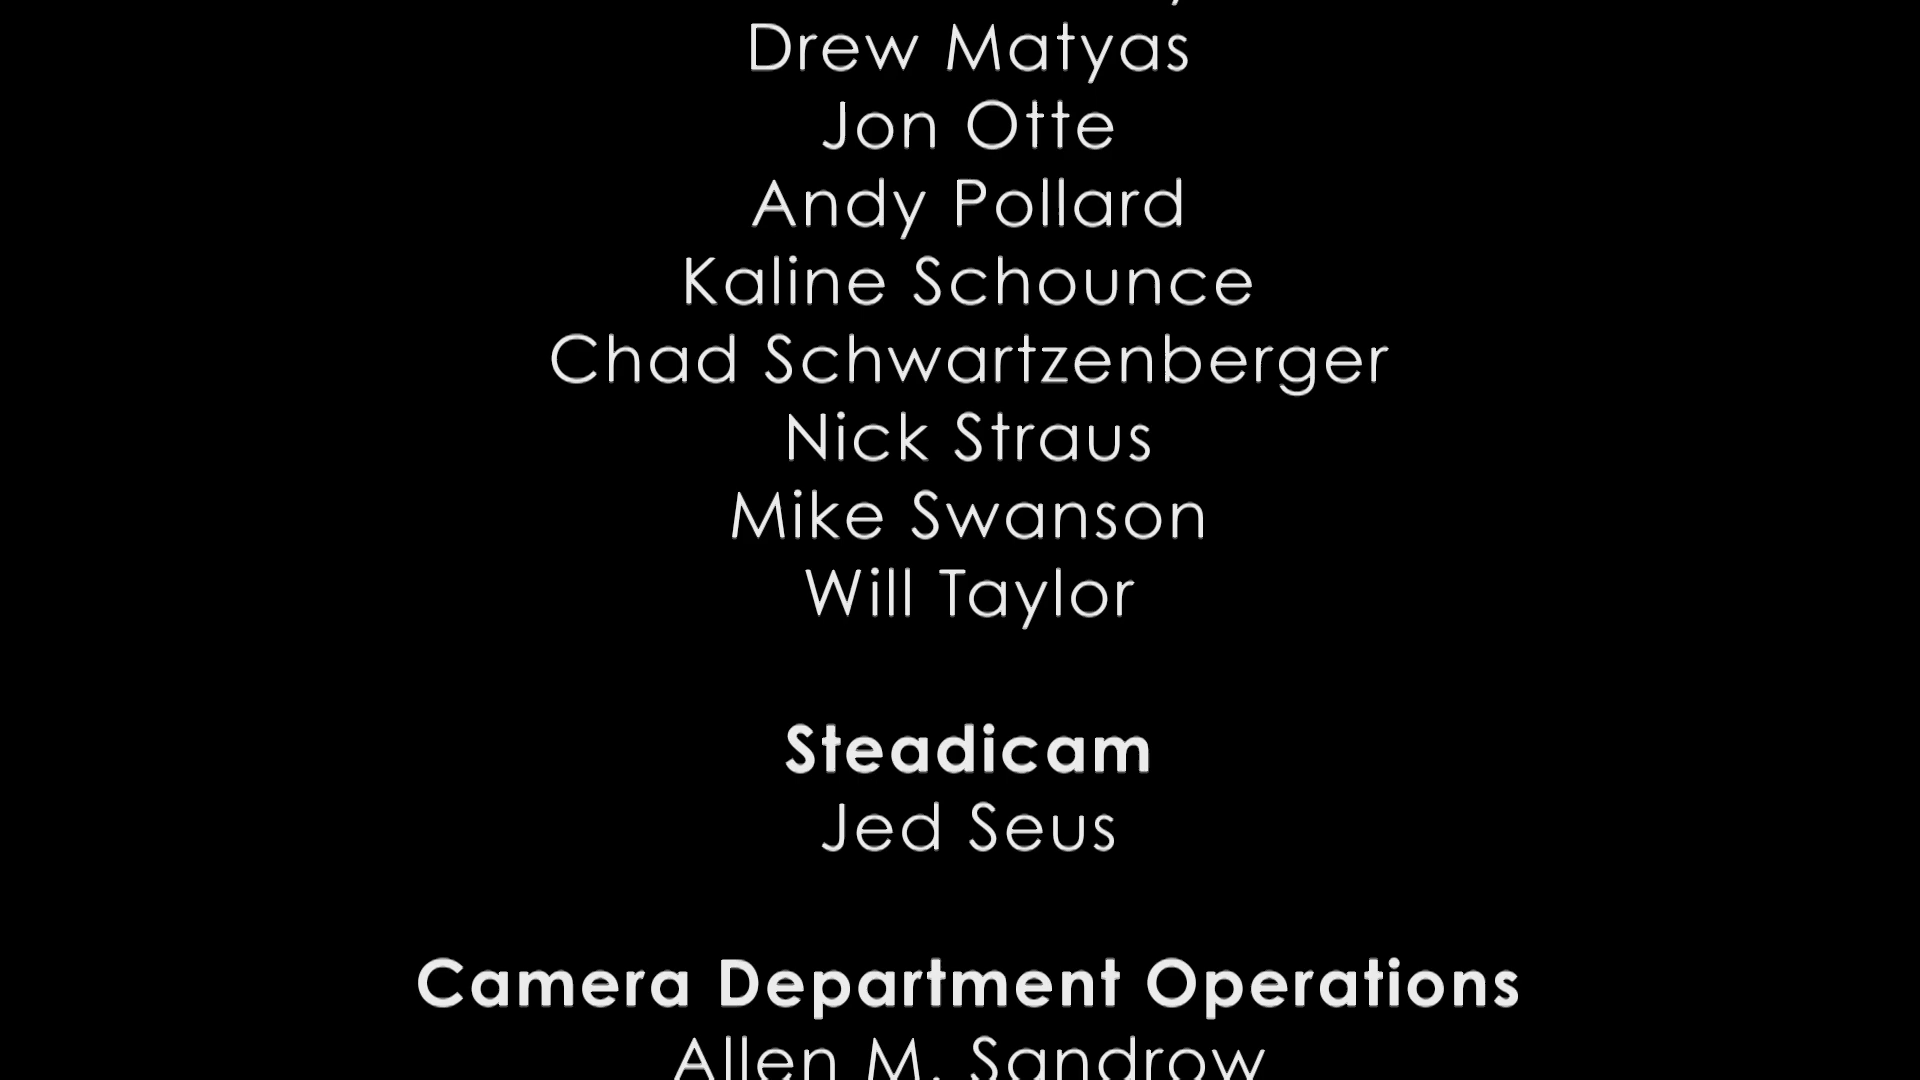 Drew Matyas
Jon Otte
Andy Pollard
Kaline Schounce
Chad Schwartzenberger
Nick Straus
Mike Swanson
Will Taylor
Steadicam
Jed Seus
Camera Department Operations
Allen M. Sandrow